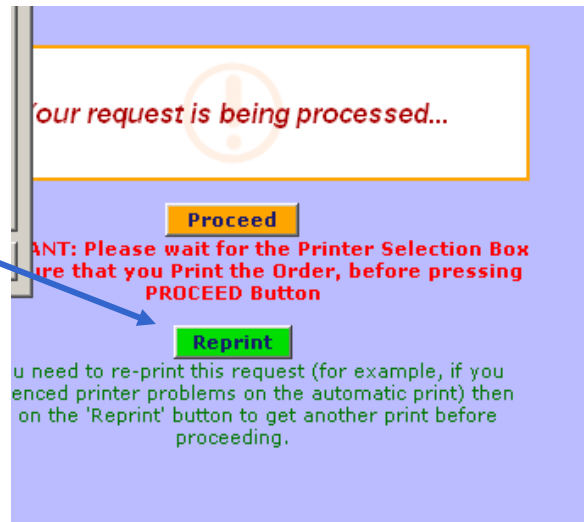 our request is being processed...
Proceed
ANT: Please wait for the Printer Selection Box
ure that you Print the Order, before pressing
PROCEED Button
Reprint
u need to re-print this request (for example, if you
enced printer problems on the automatic print) then
on the 'Reprint' button to get another print before
proceeding.